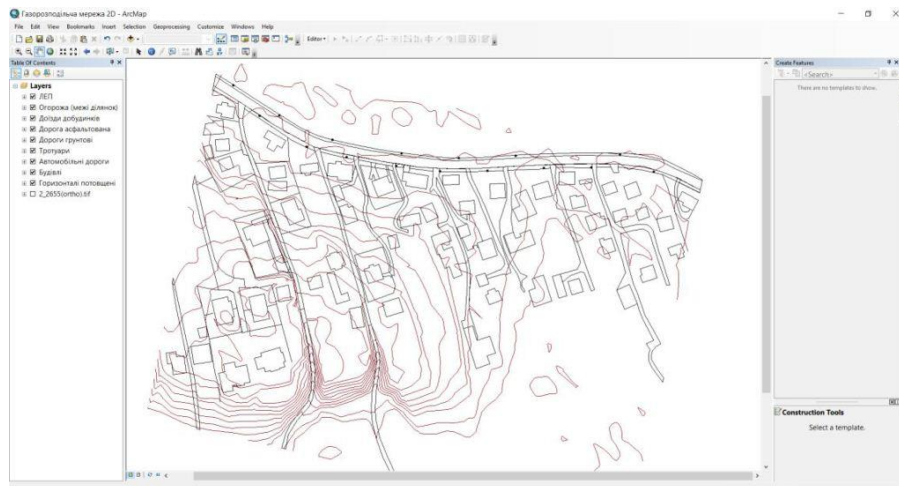 Газорозподільча мережа 2D - ArcMap
File Edit View Bookmarks Insert Selection Geoprocessing Customize Windows Help
Editor
Table Of Contents
Layers
ЛЕП
Огорожа (межі ділянок)
Доїзди добудинків
Дорога асфальтована
Дороги грунтові
Тротуари
Автомобільні дороги
Будівлі
Горизонталі потовщені
2_2655(ortho).tif
Create Features
<Search>
There are no templates to show.
Construction Tools
Select a template.